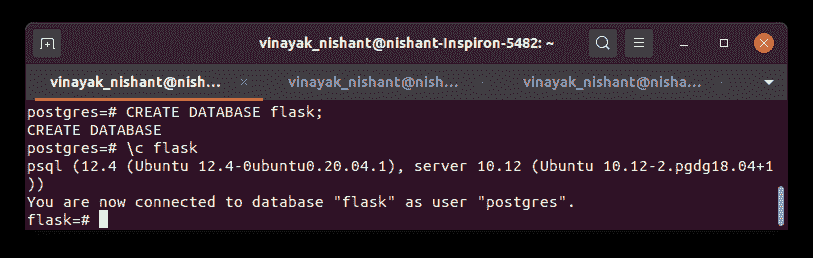 vinayak_nishant@nishant-Inspiron-5482: ~
vinayak_nishant@nish... vinayak_nishant@nish... vinayak_nishant@nisha...
postgres=# CREATE DATABASE flask;
CREATE DATABASE
postgres=# \c flask
psql (12.4 (Ubuntu 12.4-0ubuntu0.20.04.1), server 10.12 (Ubuntu 10.12-2.pgdg18.04+1
))
You are now connected to database "flask" as user "postgres".
flask=#